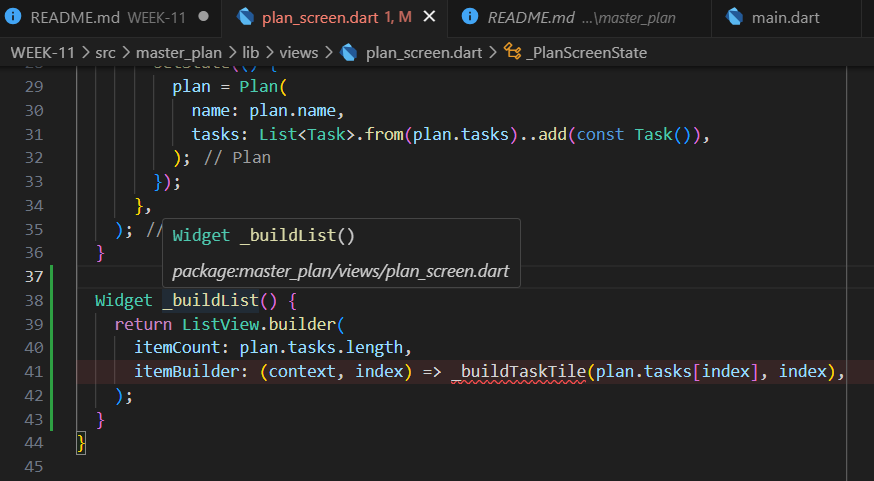 README.md WEEK-11 plan_screen.dart 1, M README.md ...\master_plan main.dart
WEEK-11 > src > master_plan > lib > views > plan_screen.dart > _PlanScreenState
28 setState(() {
29 plan = Plan(
30 name: plan.name,
31 tasks: List<Task>.from(plan.tasks)..add(const Task()),
32 ); // Plan
33 });
34 },
35 ); //
Widget _buildList()
36 }
package:master_plan/views/plan_screen.dart
37
38 Widget _buildList() {
39 return ListView.builder(
40 itemCount: plan.tasks.length,
41 itemBuilder: (context, index) => _buildTaskTile(plan.tasks[index], index),
42 );
43 }
44 }
45